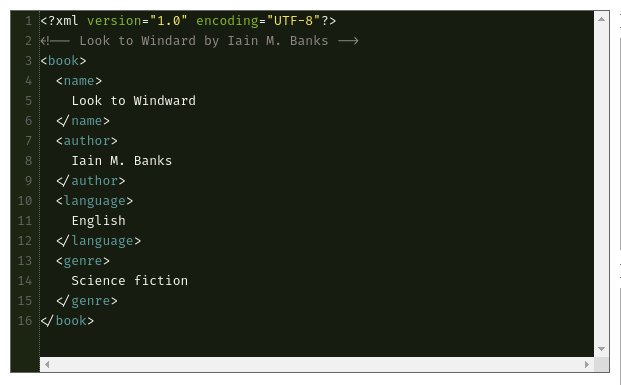 1 <?xml version="1.0" encoding="UTF-8"?>
2 <!-- Look to Windard by Iain M. Banks -->
3 <book>
4   <name>
5     Look to Windward
6   </name>
7   <author>
8     Iain M. Banks
9   </author>
10   <language>
11     English
12   </language>
13   <genre>
14     Science fiction
15   </genre>
16 </book>